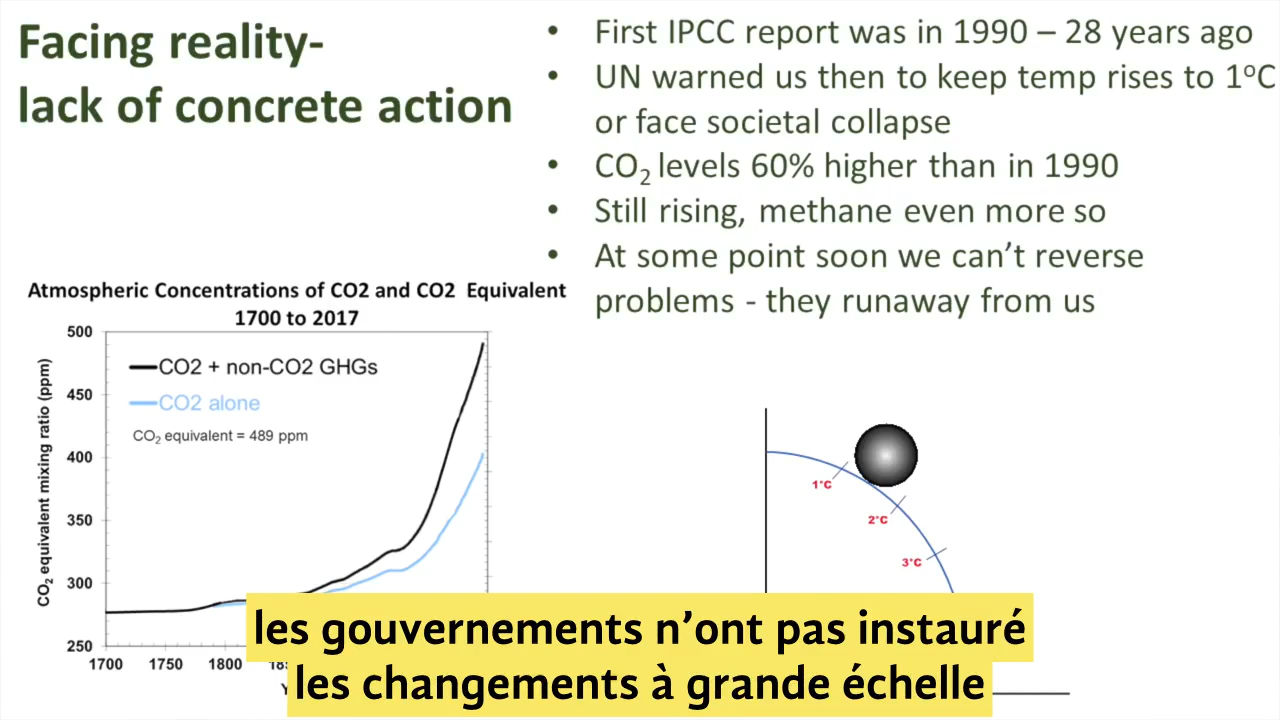 Facing reality-
lack of concrete action
• First IPCC report was in 1990 – 28 years ago
• UN warned us then to keep temp rises to 1°C
or face societal collapse
• CO₂ levels 60% higher than in 1990
• Still rising, methane even more so
• At some point soon we can’t reverse
problems - they runaway from us
Atmospheric Concentrations of CO2 and CO2 Equivalent
1700 to 2017
CO₂ equivalent mixing ratio (ppm)
500
450
400
350
300
250
CO2 + non-CO2 GHGs
CO2 alone
CO₂ equivalent = 489 ppm
1700 1750 1800
1°C
2°C
3°C
les gouvernements n’ont pas instauré
les changements à grande échelle